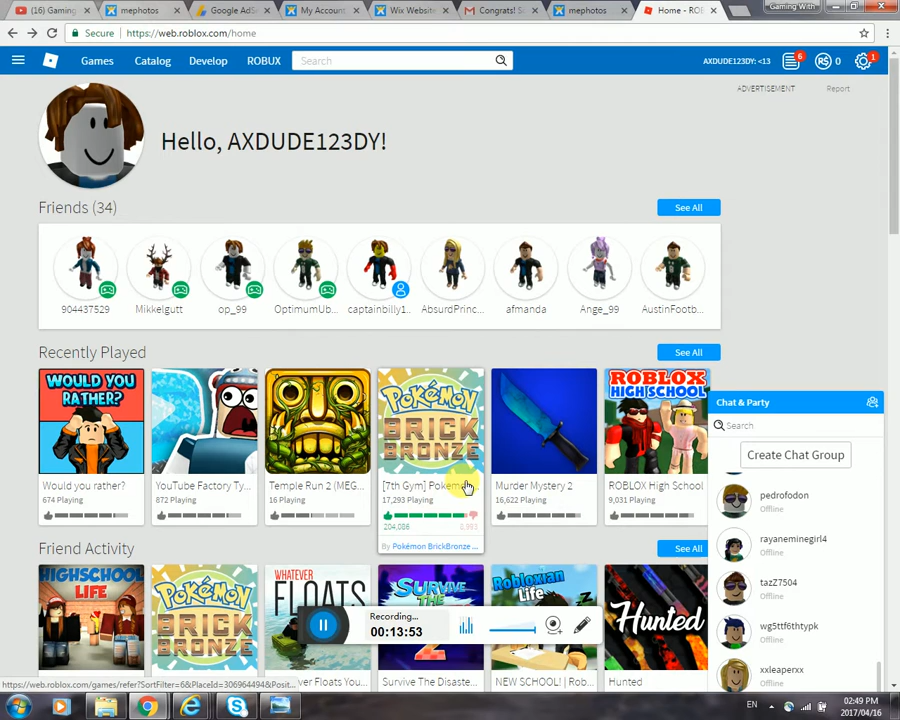 (16) Gaming
mephotos
Google AdS
My Account
Wix Website
Congrats! S
mephotos
Home - ROB
Gaming With
Secure https://web.roblox.com/home
Games Catalog Develop ROBUX Search
AXDUDE123DY: <13 6 R$ 0 1
ADVERTISEMENT Report
Hello, AXDUDE123DY!
Friends (34) See All
904437529 Mikkelgutt op_99 OptimumUb... captainbilly1... AbsurdPrinc... afmanda Ange_99 AustinFootb...
Recently Played See All
WOULD YOU RATHER?
POKéMON BRICK BRONZE
ROBLOX HIGH SCHOOL
Would you rather? YouTube Factory Ty... Temple Run 2 (MEG... [7th Gym] Pokém Murder Mystery 2 ROBLOX High School
674 Playing 872 Playing 16 Playing 17,293 Playing 16,622 Playing 9,031 Playing
204,086
By Pokémon BrickBronze ...
Friend Activity See All
HIGHSCHOOL LIFE
POKéMON BRICK BRONZE
WHATEVER FLOATS
SURVIVE THE
Robloxian Life
Hunted
ver Floats You Survive The Disaste... NEW SCHOOL! | Rob Hunted
Chat & Party
Search
Create Chat Group
pedrofodon
Offline
rayaneminegirl4
Offline
tazZ7504
Offline
wg5ttf6thtypk
Offline
xxleaperxx
Offline
Recording...
00:13:53
https://web.roblox.com/games/refer?SortFilter=6&PlaceId=306964494&Posit...
EN
02:49 PM
2017/04/16